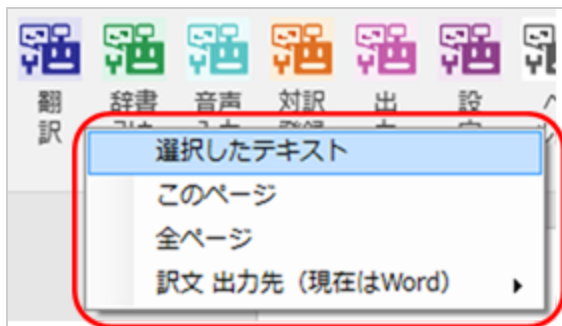 翻訳
辞書
音声
対訳
出
設
選択したテキスト
このページ
全ページ
訳文 出力先（現在はWord）